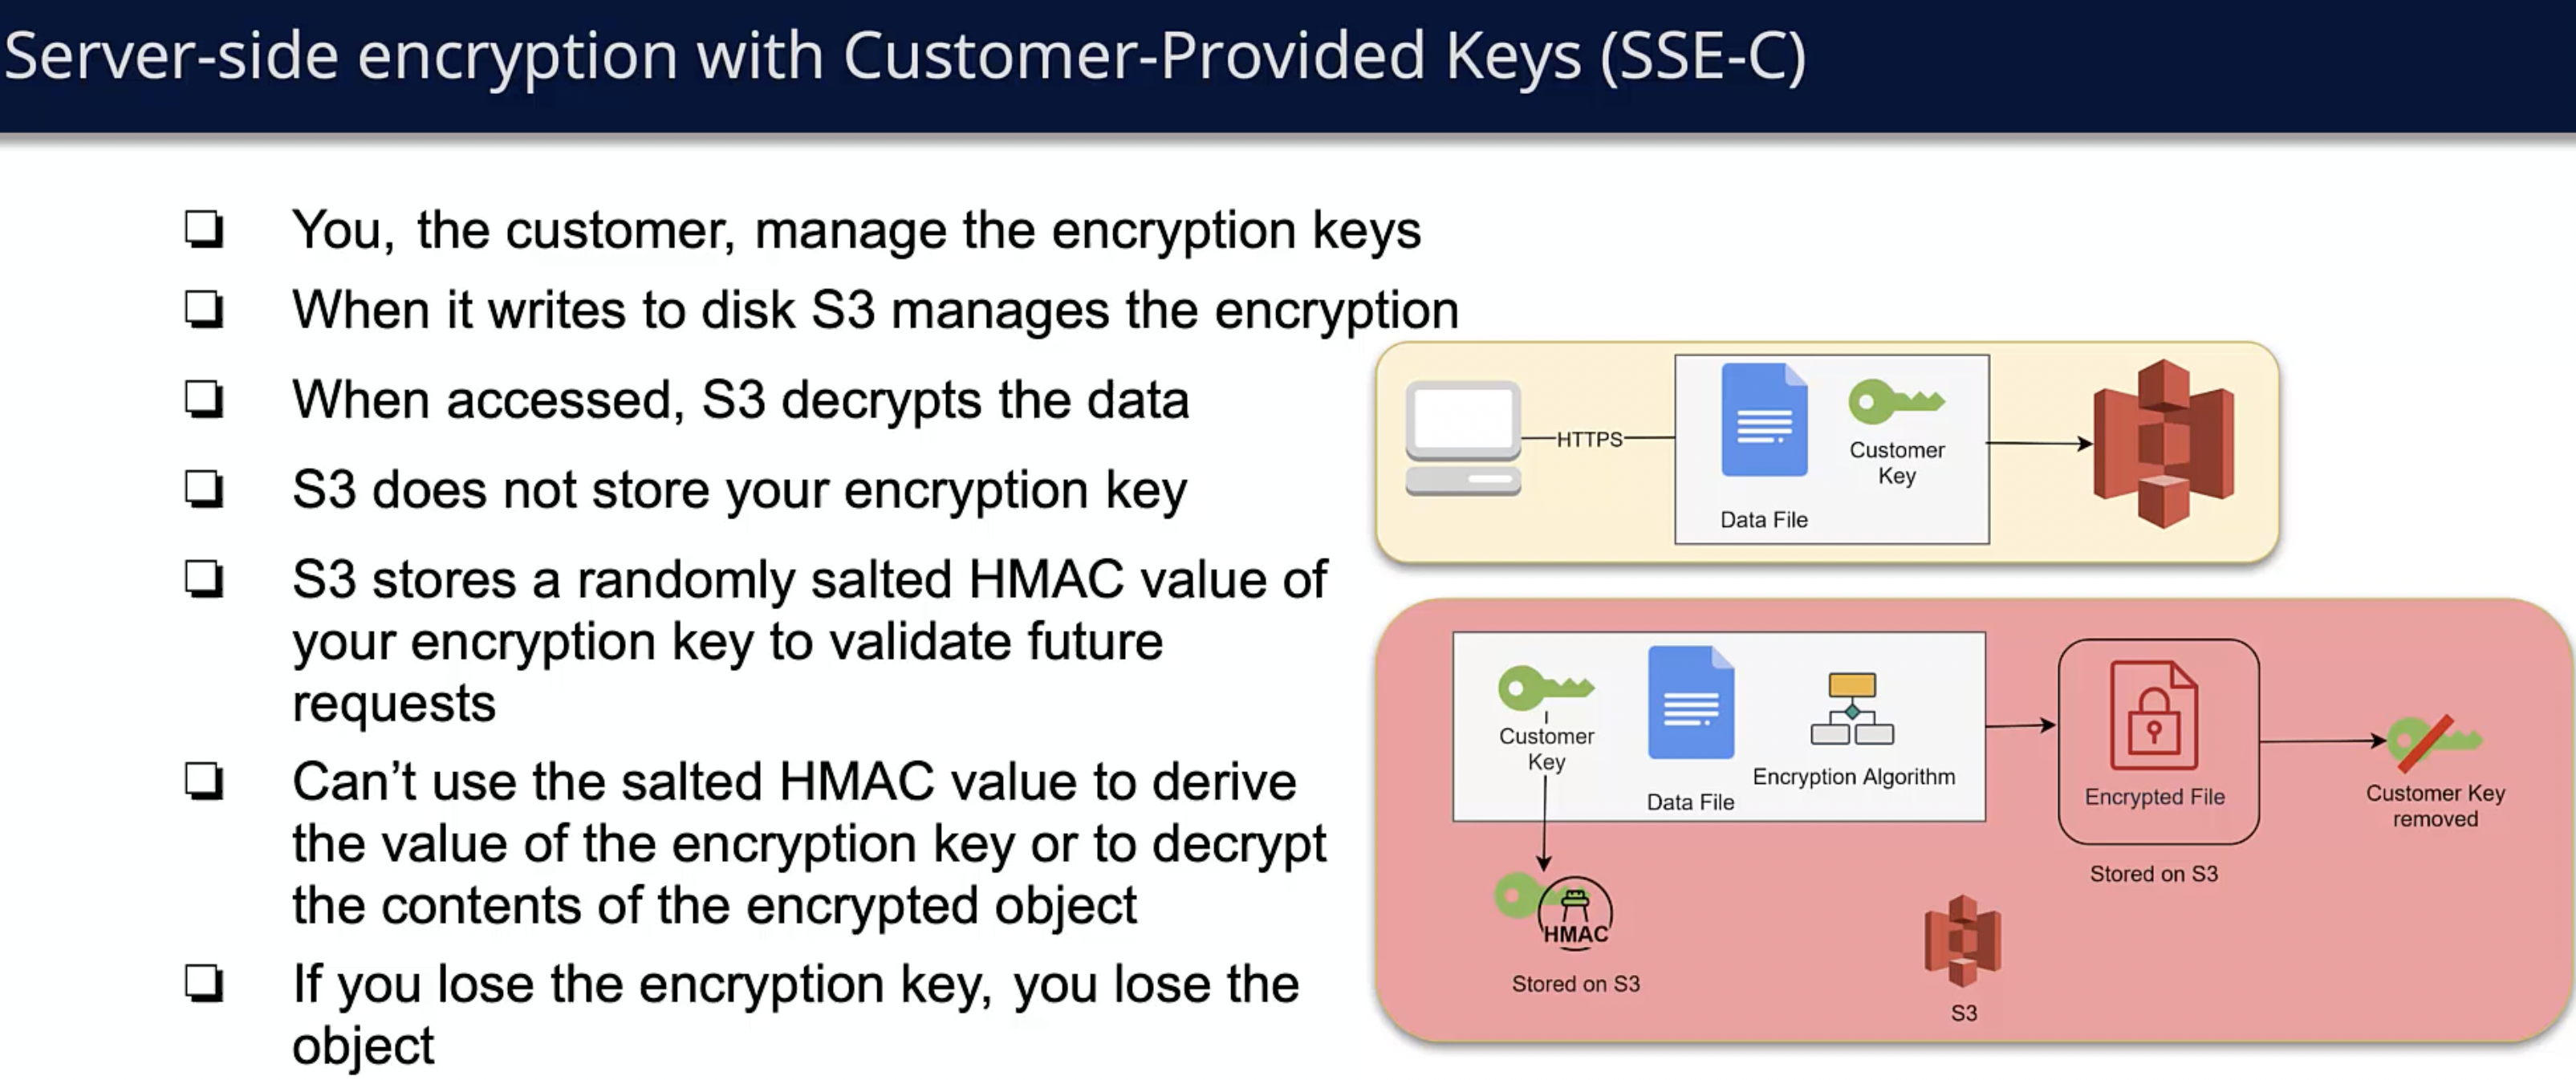 Server-side encryption with Customer-Provided Keys (SSE-C)
You, the customer, manage the encryption keys
When it writes to disk S3 manages the encryption
When accessed, S3 decrypts the data
S3 does not store your encryption key
S3 stores a randomly salted HMAC value of
your encryption key to validate future
requests
Can’t use the salted HMAC value to derive
the value of the encryption key or to decrypt
the contents of the encrypted object
If you lose the encryption key, you lose the
object
HTTPS
Customer
Key
Data File
Customer
Key
Data File
Encryption Algorithm
Encrypted File
Stored on S3
Customer Key
removed
HMAC
Stored on S3
S3